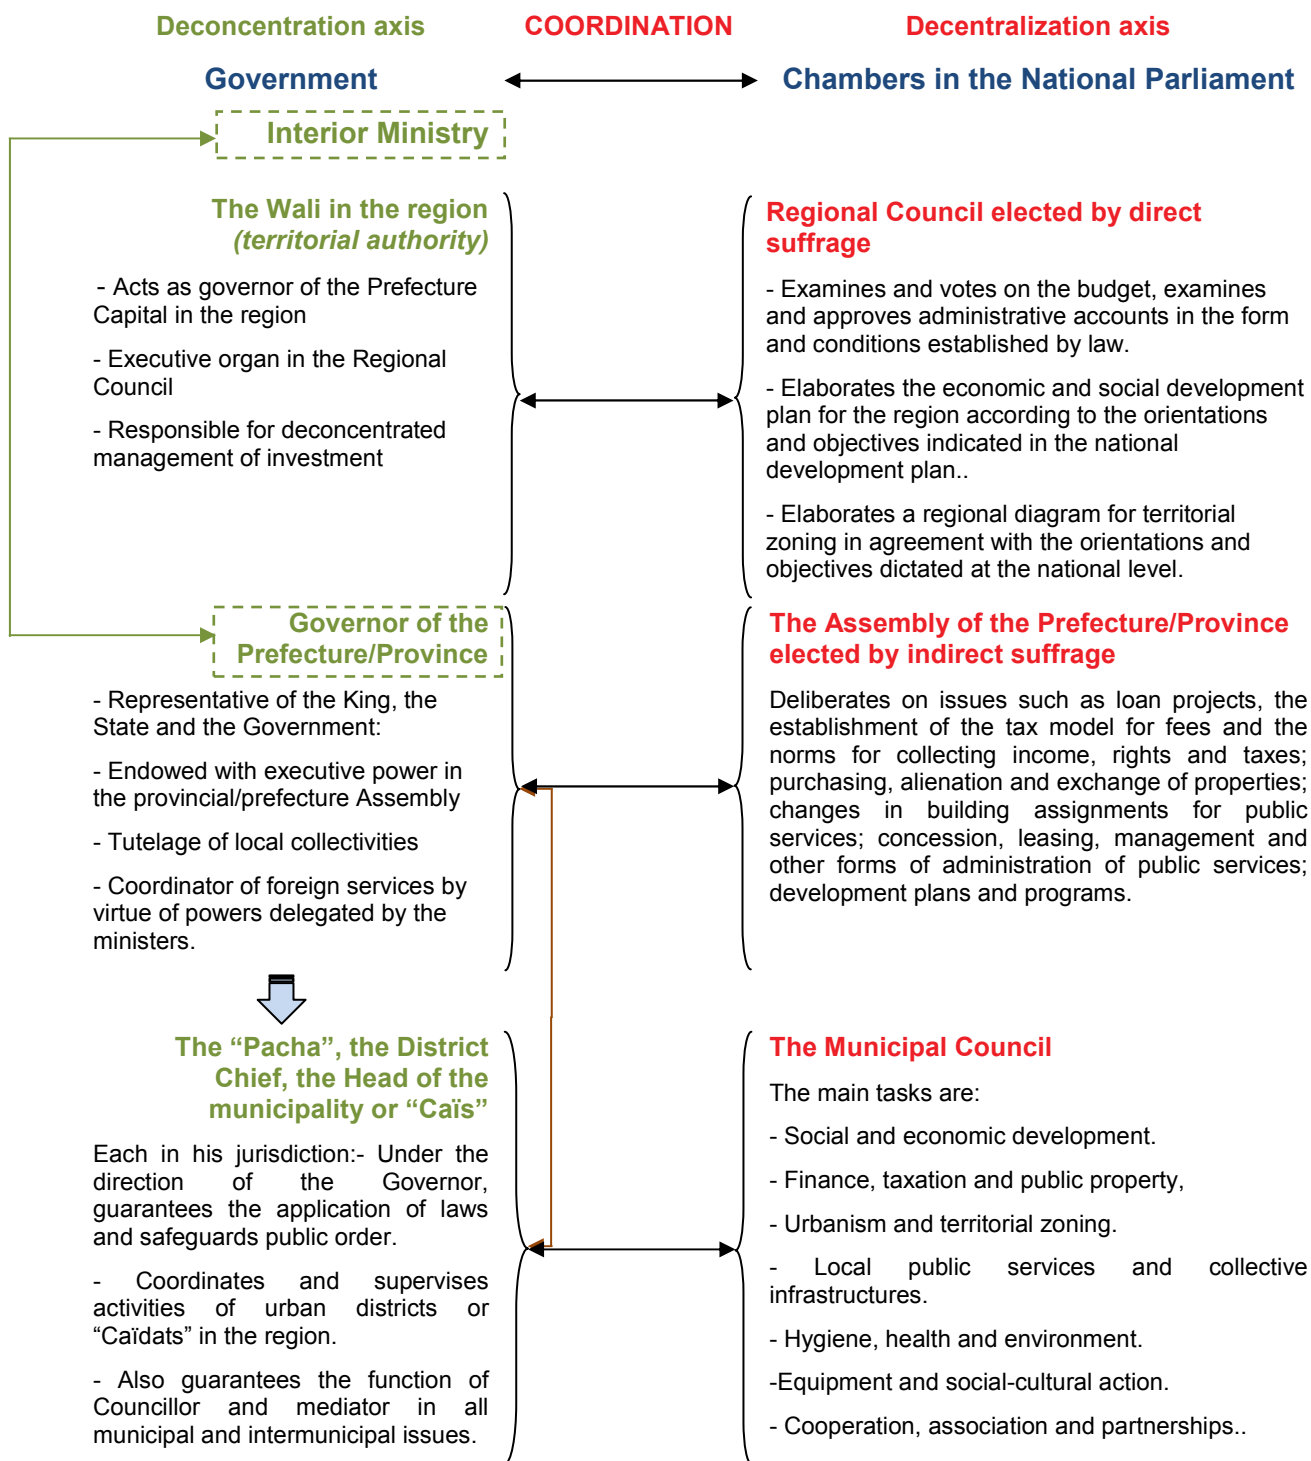 Deconcentration axis
COORDINATION
Decentralization axis
Government
Chambers in the National Parliament
Interior Ministry
The Wali in the region
(territorial authority)
- Acts as governor of the Prefecture
Capital in the region
- Executive organ in the Regional
Council
- Responsible for deconcentrated
management of investment
Regional Council elected by direct
suffrage
- Examines and votes on the budget, examines
and approves administrative accounts in the form
and conditions established by law.
- Elaborates the economic and social development
plan for the region according to the orientations
and objectives indicated in the national
development plan..
- Elaborates a regional diagram for territorial
zoning in agreement with the orientations and
objectives dictated at the national level.
Governor of the
Prefecture/Province
- Representative of the King, the
State and the Government:
- Endowed with executive power in
the provincial/prefecture Assembly
- Tutelage of local collectivities
- Coordinator of foreign services by
virtue of powers delegated by the
ministers.
The Assembly of the Prefecture/Province
elected by indirect suffrage
Deliberates on issues such as loan projects, the
establishment of the tax model for fees and the
norms for collecting income, rights and taxes;
purchasing, alienation and exchange of properties;
changes in building assignments for public
services; concession, leasing, management and
other forms of administration of public services;
development plans and programs.
The “Pacha”, the District
Chief, the Head of the
municipality or “Caïs”
Each in his jurisdiction:- Under the
direction of the Governor,
guarantees the application of laws
and safeguards public order.
- Coordinates and supervises
activities of urban districts or
“Caïdats” in the region.
- Also guarantees the function of
Councillor and mediator in all
municipal and intermunicipal issues.
The Municipal Council
The main tasks are:
- Social and economic development.
- Finance, taxation and public property,
- Urbanism and territorial zoning.
- Local public services and collective
infrastructures.
- Hygiene, health and environment.
-Equipment and social-cultural action.
- Cooperation, association and partnerships..